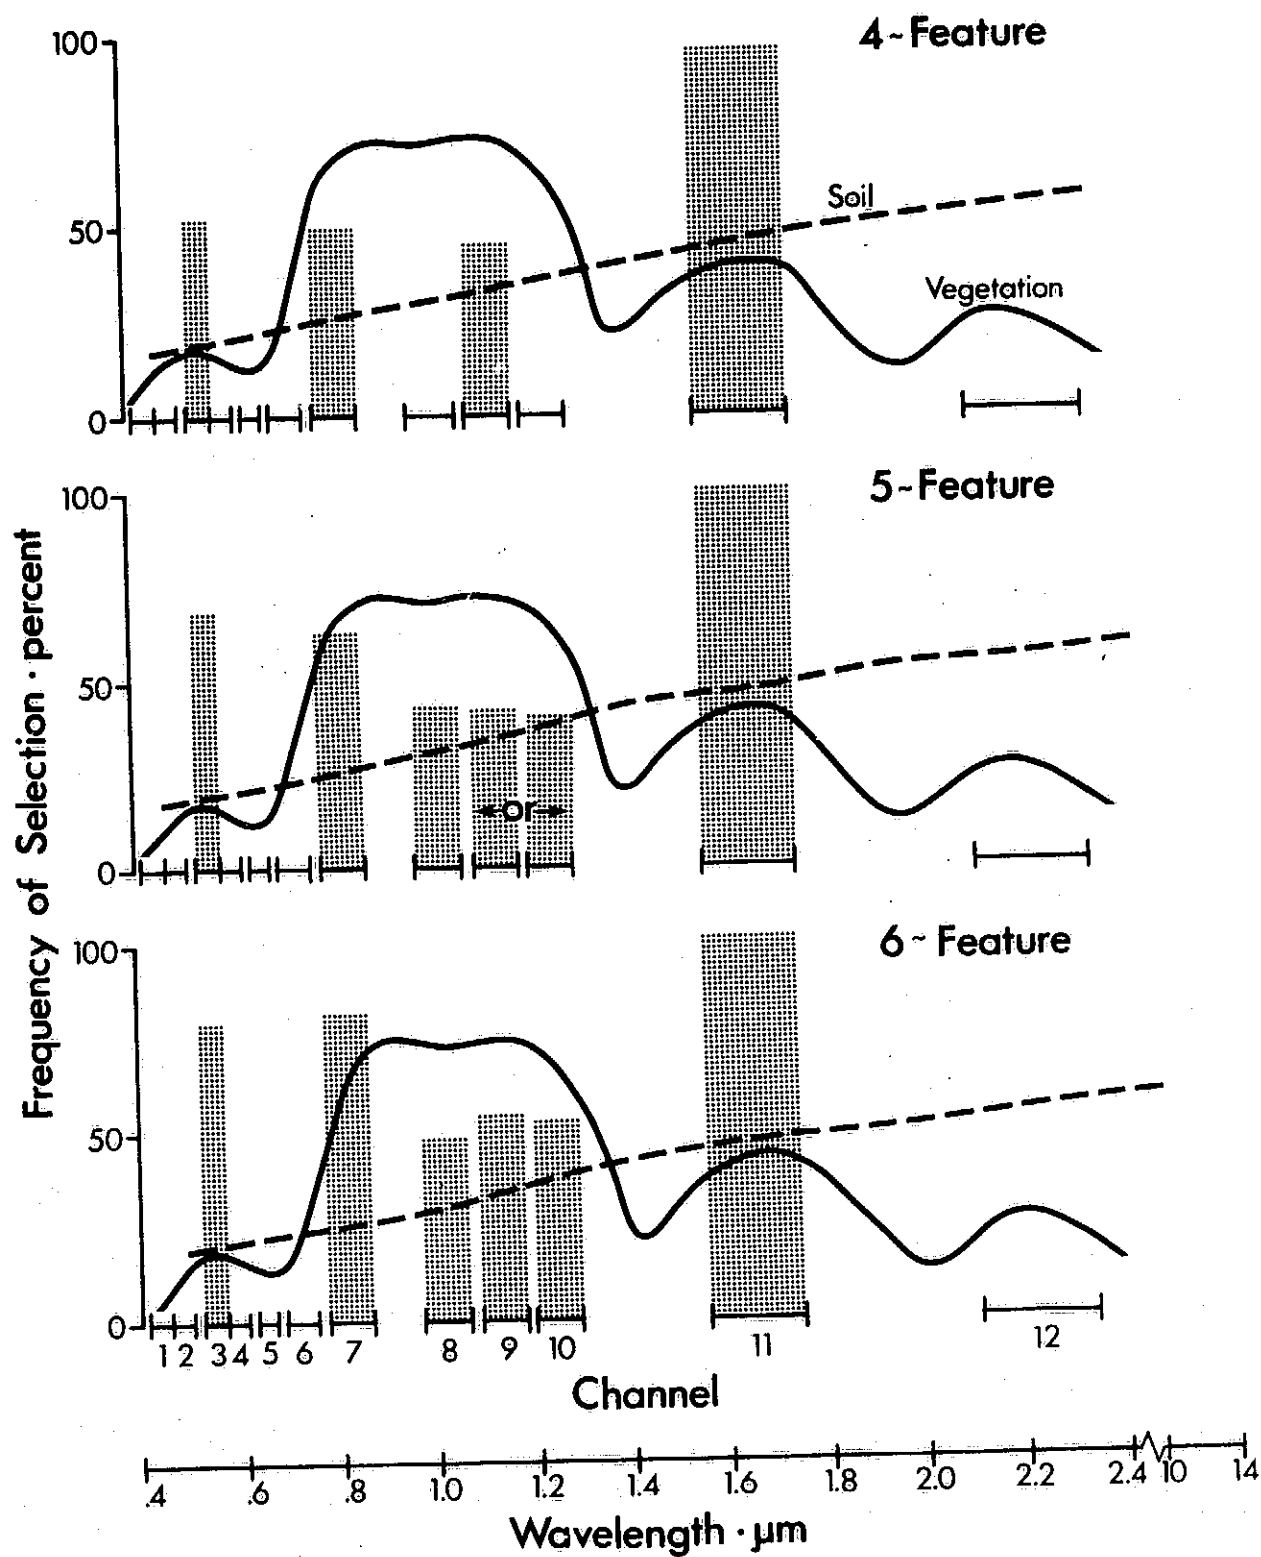 4~Feature
100
50
0
Soil
Vegetation
5~Feature
100
50
0
or
6~Feature
100
50
0
Frequency of Selection · percent
1 2 3 4 5 6 7 8 9 10 11 12
Channel
.4 .6 .8 1.0 1.2 1.4 1.6 1.8 2.0 2.2 2.4 10 14
Wavelength · µm